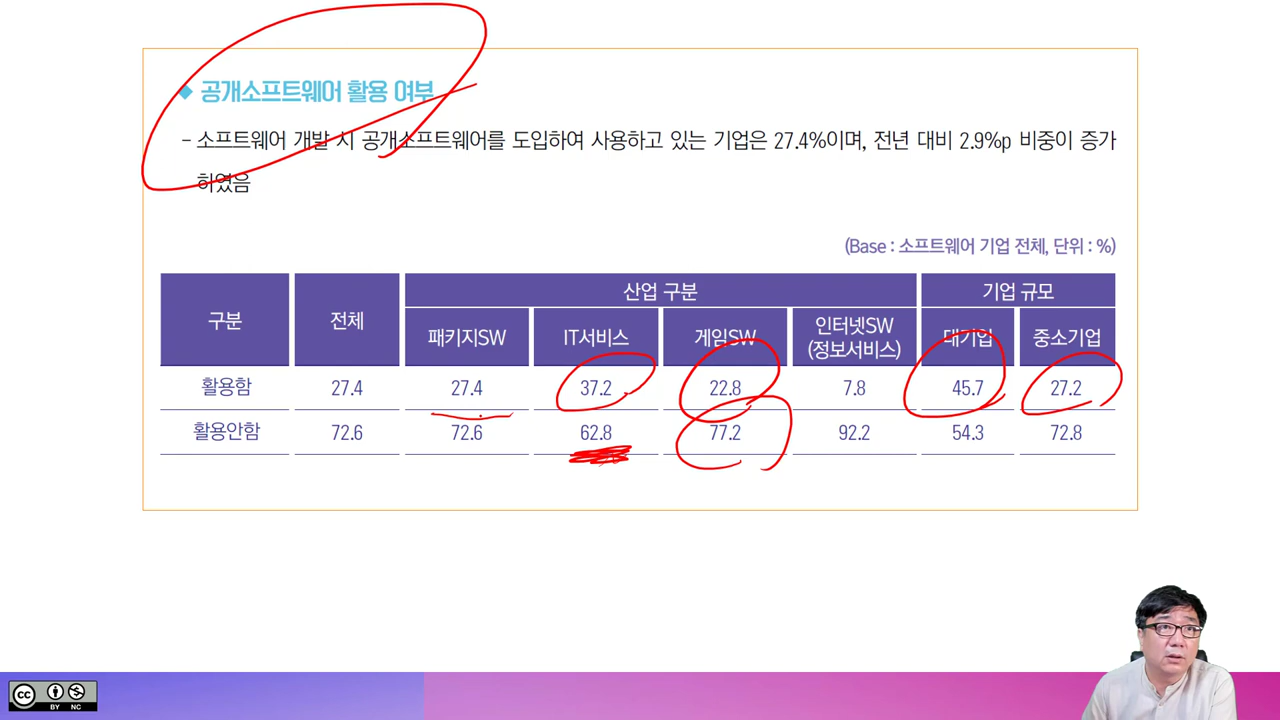 ◆ 공개소프트웨어 활용 여부
- 소프트웨어 개발 시 공개소프트웨어를 도입하여 사용하고 있는 기업은 27.4%이며, 전년 대비 2.9%p 비중이 증가
하였음
(Base : 소프트웨어 기업 전체, 단위 : %)
구분 전체 산업 구분 기업 규모
패키지SW IT서비스 게임SW 인터넷SW (정보서비스) 대기업 중소기업
활용함 27.4 27.4 37.2 22.8 7.8 45.7 27.2
활용안함 72.6 72.6 62.8 77.2 92.2 54.3 72.8
cc BY NC